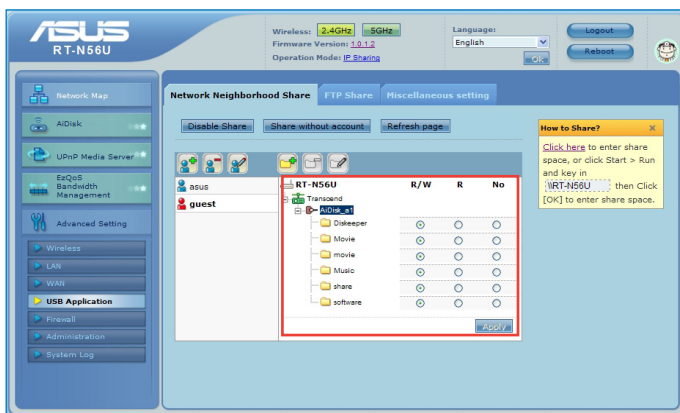 ASUS
RT-N56U
Wireless: 2.4GHz 5GHz
Firmware Version: 1.0.1.2
Operation Mode: IP Sharing
Language:
English
Ok
Logout
Reboot
Network Map
AiDisk
UPnP Media Server
EzQoS
Bandwidth
Management
Advanced Setting
Wireless
LAN
WAN
USB Application
Firewall
Administration
System Log
Network Neighborhood Share FTP Share Miscellaneous setting
Disable Share Share without account Refresh page
asus
guest
RT-N56U R/W R No
Transcend
AiDisk_a1
Diskeeper
Movie
movie
Music
share
software
Apply
How to Share? ×
Click here to enter share
space, or click Start > Run
and key in
\\RT-N56U then Click
[OK] to enter share space.